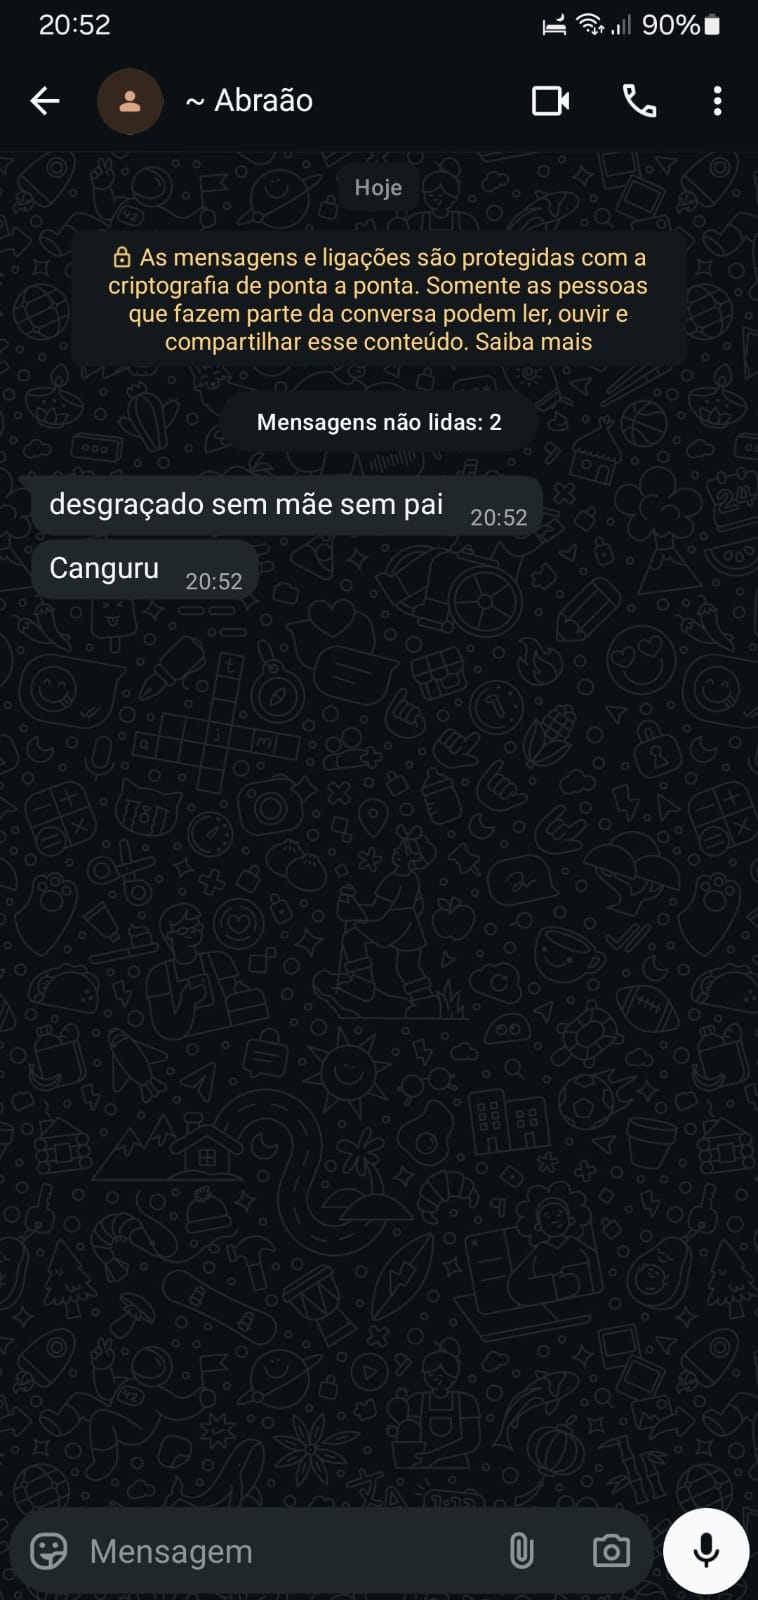 20:52
90%
~ Abraão
Hoje
As mensagens e ligações são protegidas com a
criptografia de ponta a ponta. Somente as pessoas
que fazem parte da conversa podem ler, ouvir e
compartilhar esse conteúdo. Saiba mais
Mensagens não lidas: 2
desgraçado sem mãe sem pai 20:52
Canguru 20:52
Mensagem